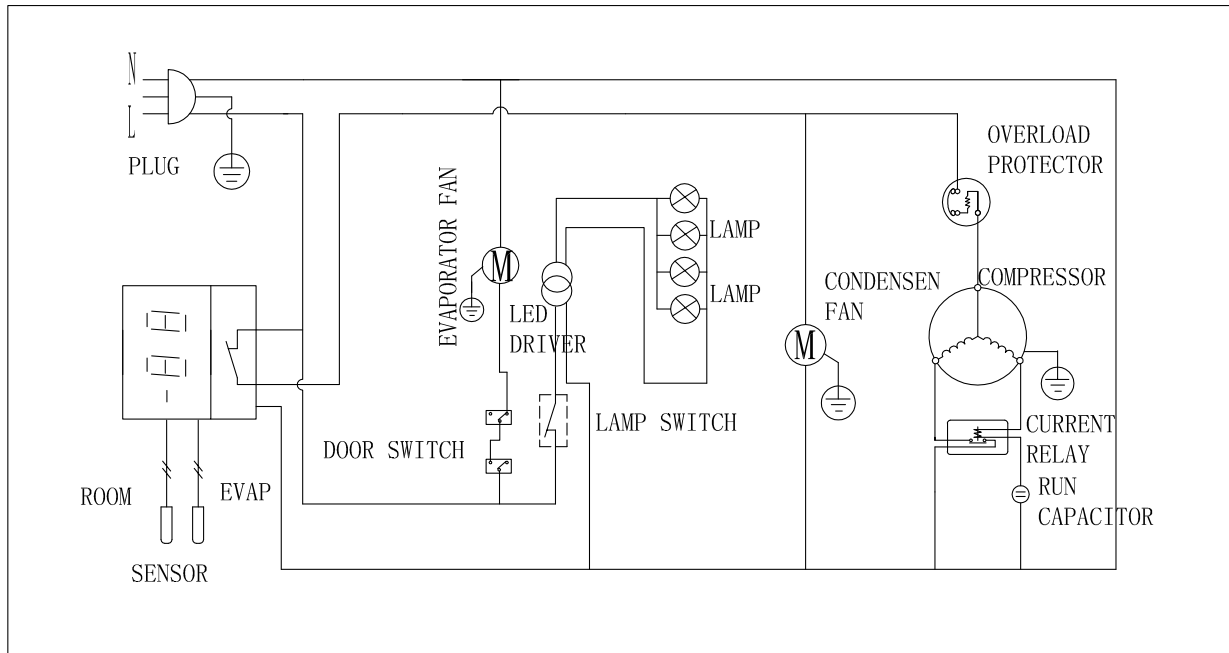 N
L
PLUG
EVAPORATOR FAN
M
LED
DRIVER
LAMP
LAMP
OVERLOAD
PROTECTOR
CONDENSEN
FAN
M
COMPRESSOR
DOOR SWITCH
LAMP SWITCH
CURRENT
RELAY
RUN
CAPACITOR
ROOM
EVAP
SENSOR